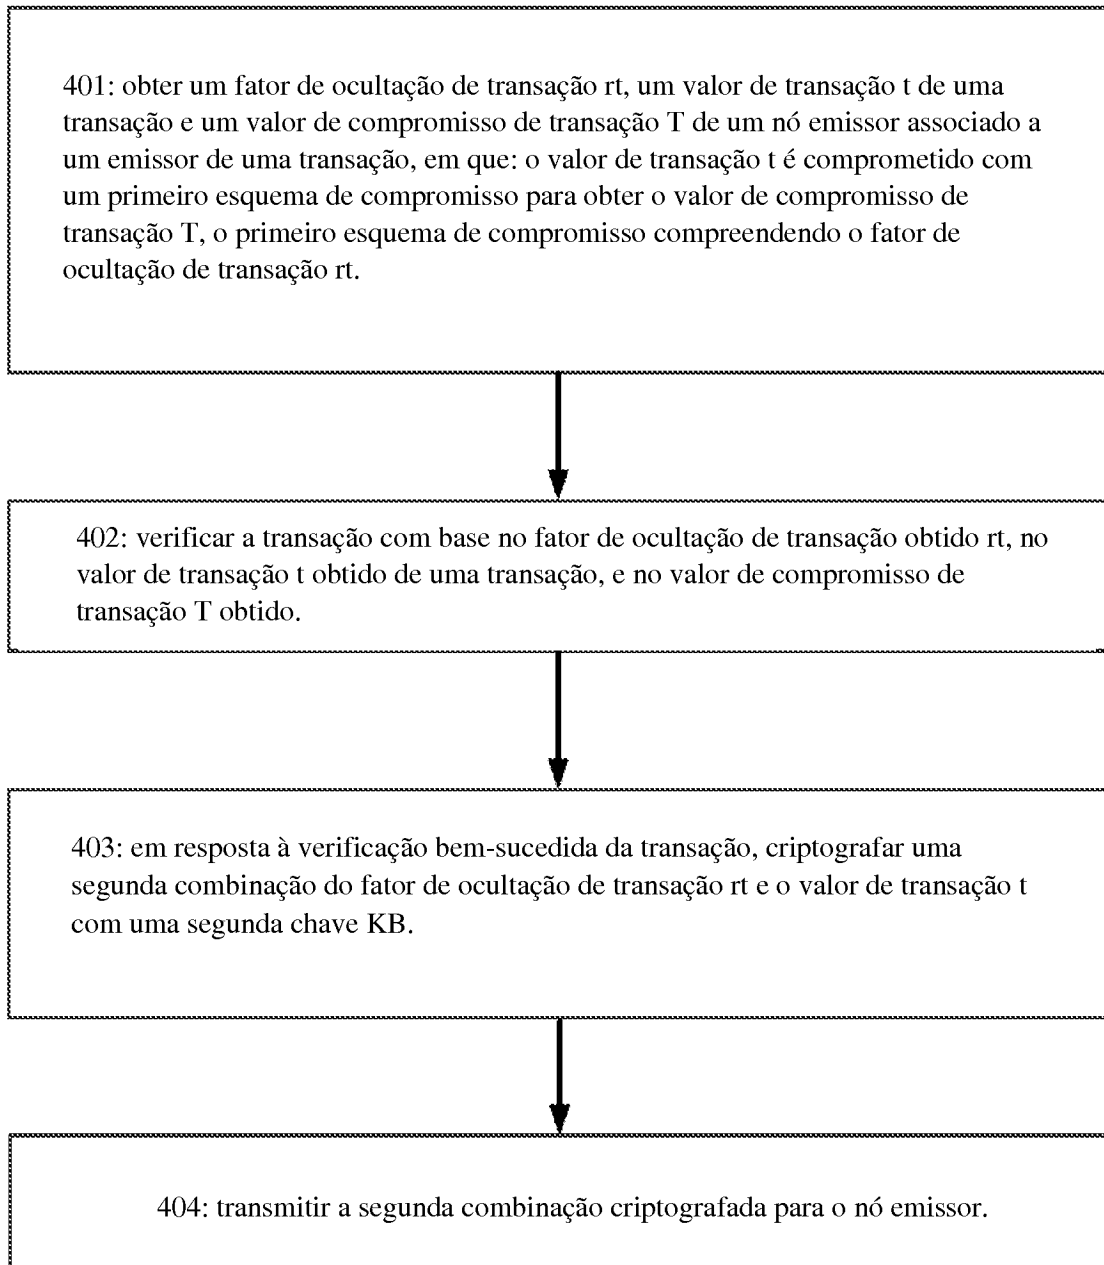 401: obter um fator de ocultação de transação rt, um valor de transação t de uma
transação e um valor de compromisso de transação T de um nó emissor associado a
um emissor de uma transação, em que: o valor de transação t é comprometido com
um primeiro esquema de compromisso para obter o valor de compromisso de
transação T, o primeiro esquema de compromisso compreendendo o fator de
ocultação de transação rt.
402: verificar a transação com base no fator de ocultação de transação obtido rt, no
valor de transação t obtido de uma transação, e no valor de compromisso de
transação T obtido.
403: em resposta à verificação bem-sucedida da transação, criptografar uma
segunda combinação do fator de ocultação de transação rt e o valor de transação t
com uma segunda chave KB.
404: transmitir a segunda combinação criptografada para o nó emissor.